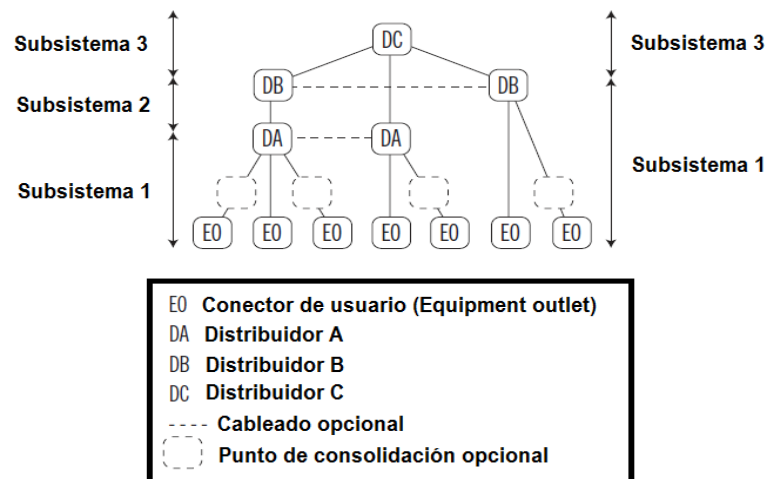 Subsistema 3
DC
Subsistema 3
DB
DB
Subsistema 2
DA
DA
Subsistema 1
Subsistema 1
EO
EO
EO
EO
EO
EO
EO
EO Conector de usuario (Equipment outlet)
DA Distribuidor A
DB Distribuidor B
DC Distribuidor C
Cableado opcional
Punto de consolidación opcional